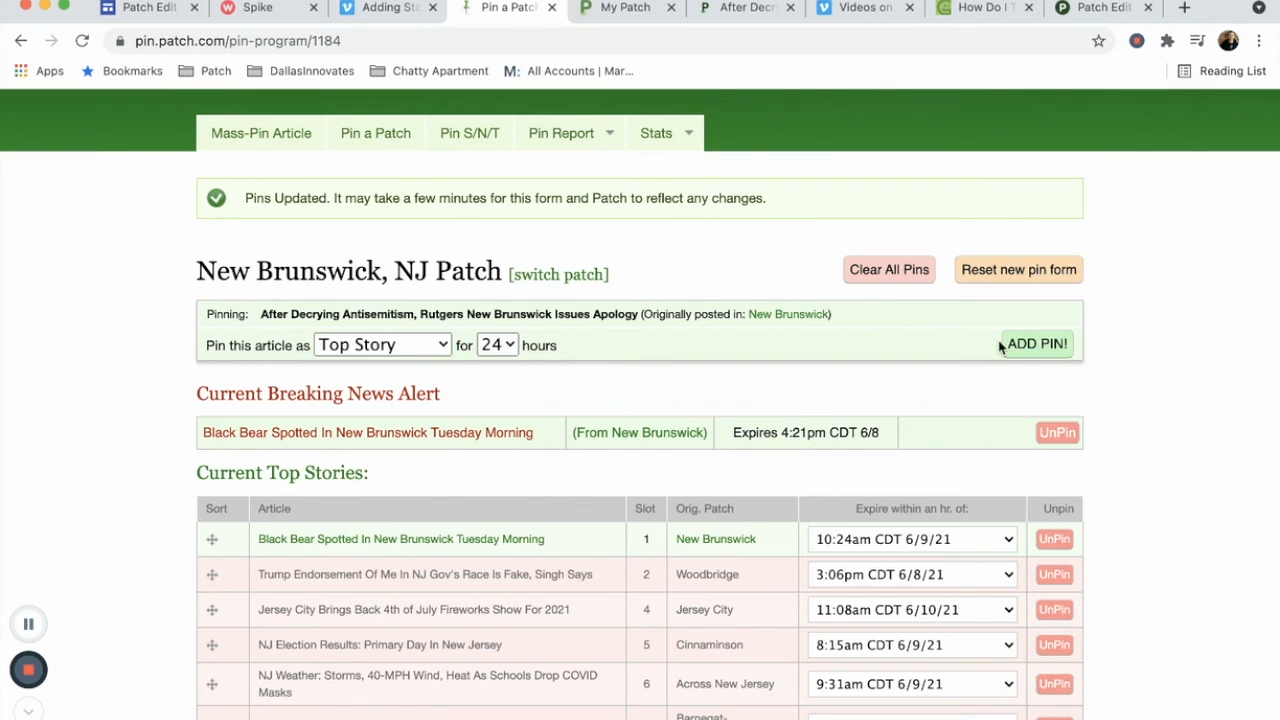 Patch Edit
Spike
Adding Sto
Pin a Patch
My Patch
After Decr
Videos on
How Do I T
Patch Edit
pin.patch.com/pin-program/1184
Apps
Bookmarks
Patch
DallasInnovates
Chatty Apartment
M: All Accounts | Mar...
Reading List
Mass-Pin Article
Pin a Patch
Pin S/N/T
Pin Report
Stats
Pins Updated. It may take a few minutes for this form and Patch to reflect any changes.
New Brunswick, NJ Patch [switch patch]
Clear All Pins
Reset new pin form
Pinning: After Decrying Antisemitism, Rutgers New Brunswick Issues Apology (Originally posted in: New Brunswick)
Pin this article as Top Story for 24 hours
ADD PIN!
Current Breaking News Alert
Black Bear Spotted In New Brunswick Tuesday Morning (From New Brunswick) Expires 4:21pm CDT 6/8 UnPin
Current Top Stories:
Sort Article Slot Orig. Patch Expire within an hr. of: Unpin
Black Bear Spotted In New Brunswick Tuesday Morning 1 New Brunswick 10:24am CDT 6/9/21 UnPin
Trump Endorsement Of Me In NJ Gov's Race Is Fake, Singh Says 2 Woodbridge 3:06pm CDT 6/8/21 UnPin
Jersey City Brings Back 4th of July Fireworks Show For 2021 4 Jersey City 11:08am CDT 6/10/21 UnPin
NJ Election Results: Primary Day In New Jersey 5 Cinnaminson 8:15am CDT 6/9/21 UnPin
NJ Weather: Storms, 40-MPH Wind, Heat As Schools Drop COVID
Masks 6 Across New Jersey 9:31am CDT 6/9/21 UnPin
Barnegat-